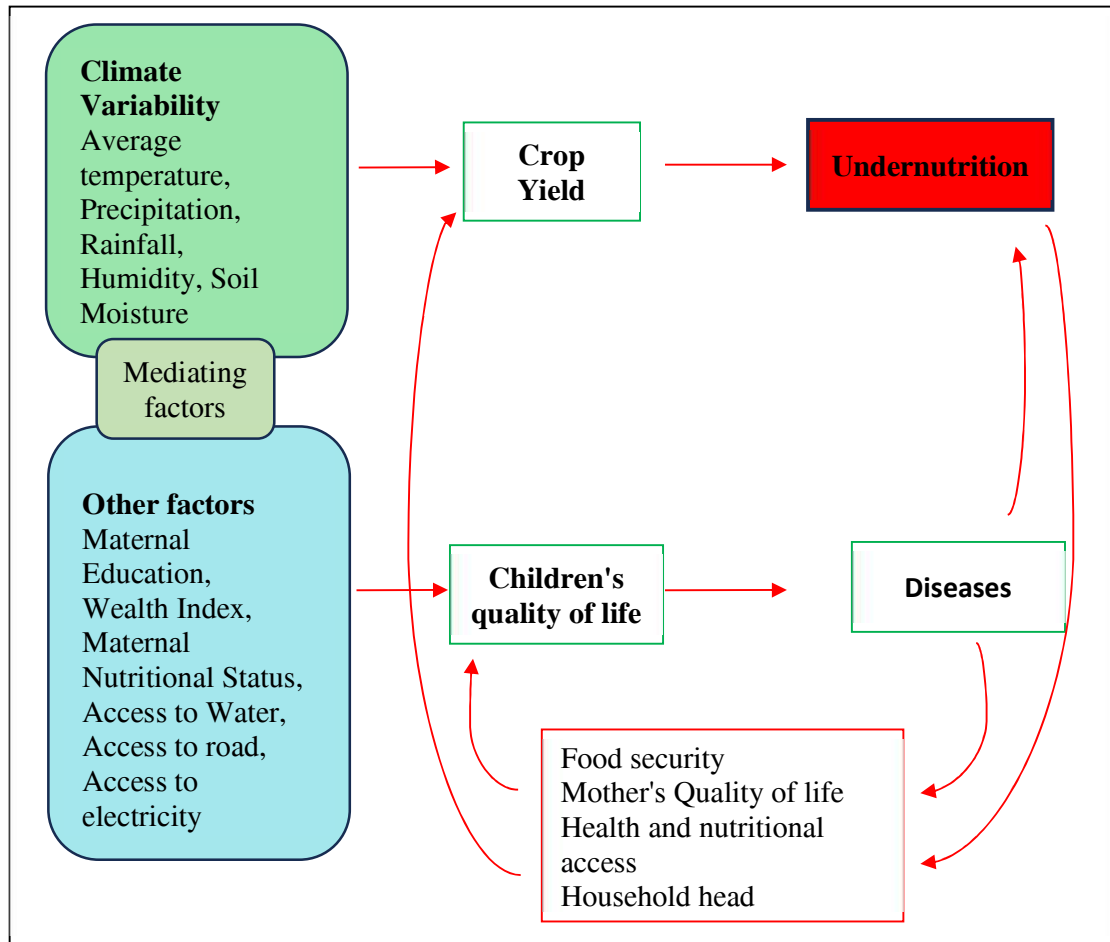 Climate
Variability
Average
temperature,
Precipitation,
Rainfall,
Humidity, Soil
Moisture
Mediating
factors
Other factors
Maternal
Education,
Wealth Index,
Maternal
Nutritional Status,
Access to Water,
Access to road,
Access to
electricity
Crop
Yield
Undernutrition
Children's
quality of life
Diseases
Food security
Mother's Quality of life
Health and nutritional
access
Household head